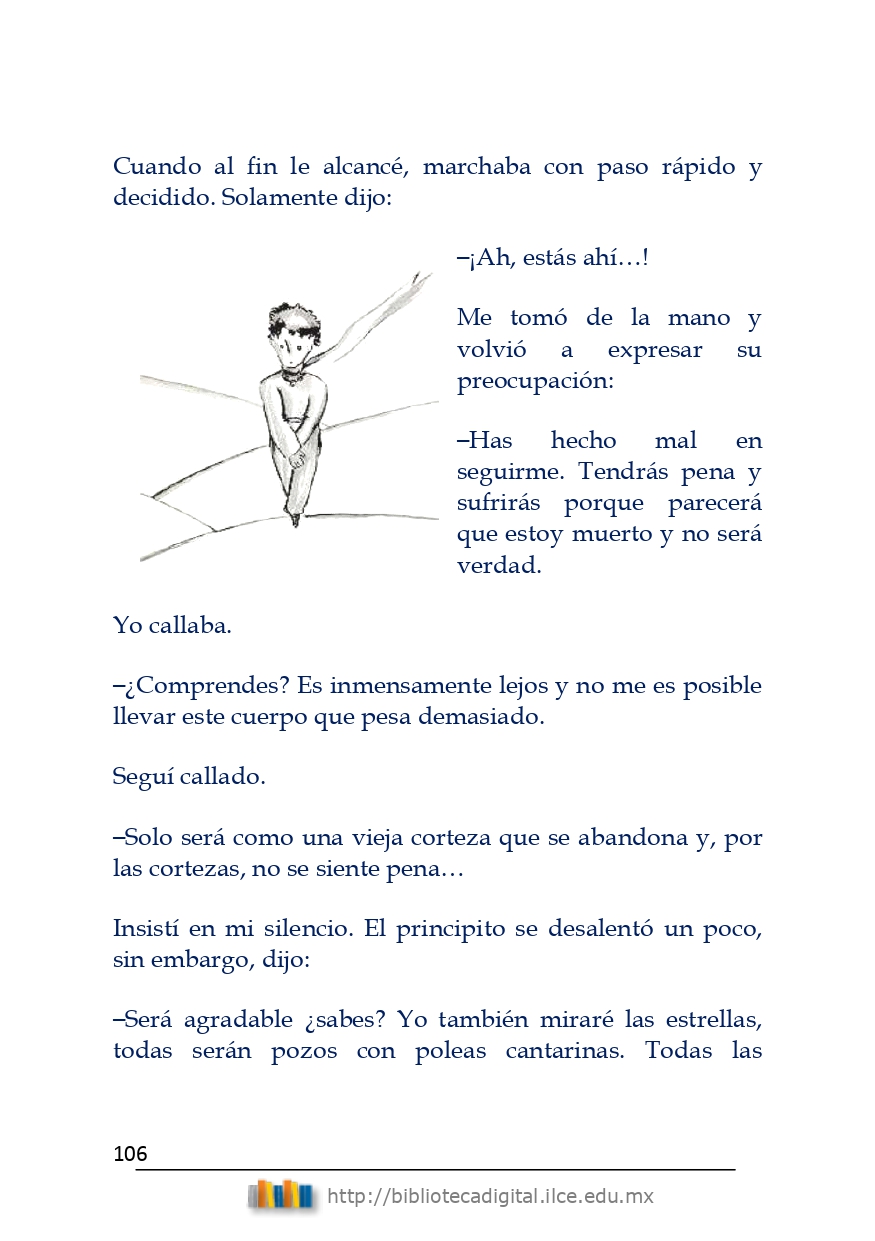 Cuando al fin le alcancé, marchaba con paso rápido y
decidido. Solamente dijo:
–¡Ah, estás ahí…!
Me tomó de la mano y
volvió a expresar su
preocupación:
–Has hecho mal en
seguirme. Tendrás pena y
sufrirás porque parecerá
que estoy muerto y no será
verdad.
Yo callaba.
–¿Comprendes? Es inmensamente lejos y no me es posible
llevar este cuerpo que pesa demasiado.
Seguí callado.
–Solo será como una vieja corteza que se abandona y, por
las cortezas, no se siente pena…
Insistí en mi silencio. El principito se desalentó un poco,
sin embargo, dijo:
–Será agradable ¿sabes? Yo también miraré las estrellas,
todas serán pozos con poleas cantarinas. Todas las
106
http://bibliotecadigital.ilce.edu.mx